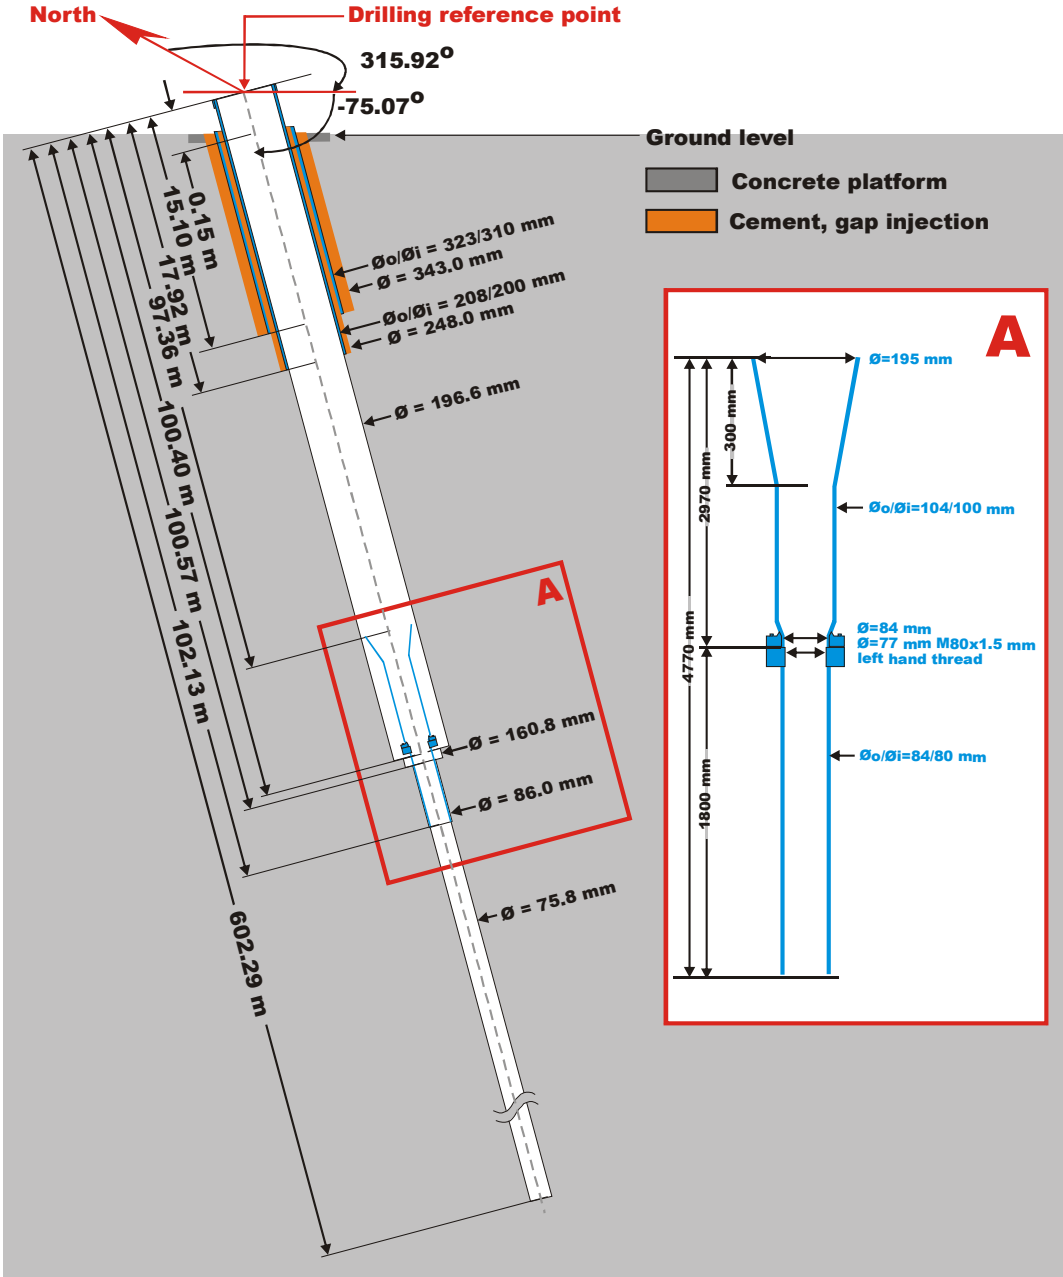 North
Drilling reference point
315.92°
-75.07°
Ground level
Concrete platform
Cement, gap injection
0.15 m
15.10 m
17.92 m
97.36 m
100.40 m
100.57 m
102.13 m
602.29 m
Øo/Øi = 323/310 mm
Ø = 343.0 mm
Øo/Øi = 208/200 mm
Ø = 248.0 mm
Ø = 196.6 mm
A
Ø = 160.8 mm
Ø = 86.0 mm
Ø = 75.8 mm
A
Ø=195 mm
300 mm
2970 mm
Øo/Øi=104/100 mm
4770 mm
Ø=84 mm
Ø=77 mm M80x1.5 mm
left hand thread
Øo/Øi=84/80 mm
1800 mm